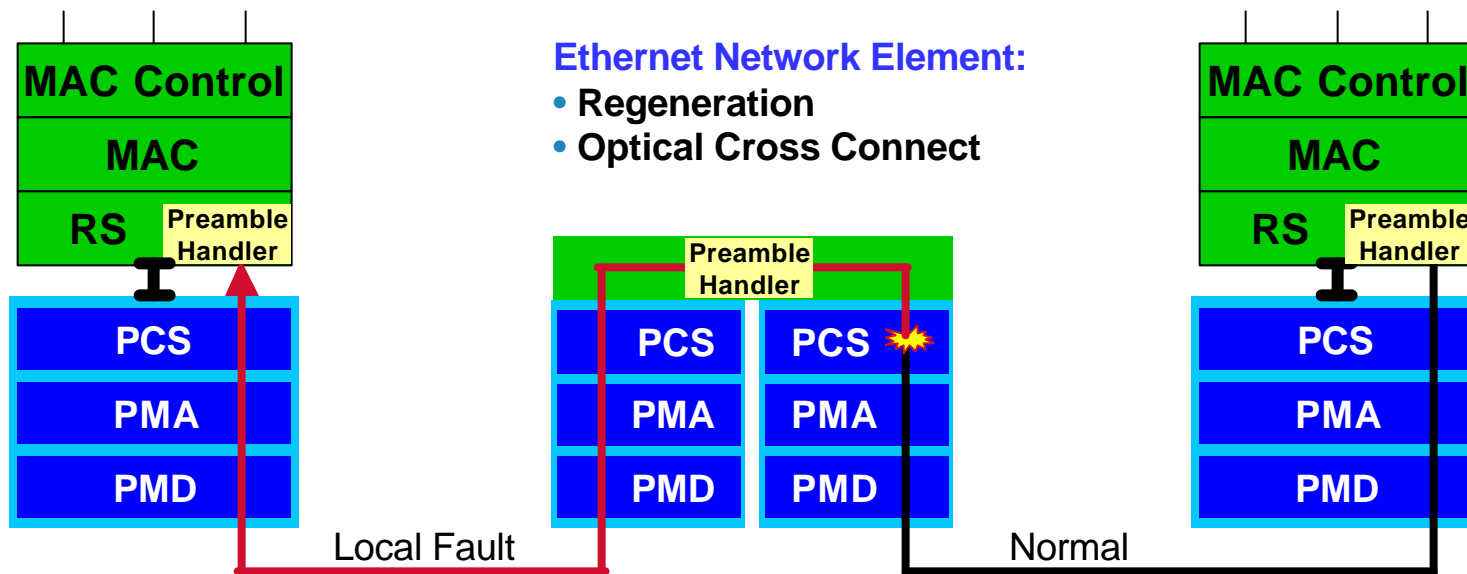 MAC Control
MAC
RS
Preamble
Handler
PCS
PMA
PMD
Ethernet Network Element:
• Regeneration
• Optical Cross Connect
Preamble
Handler
PCS
PMA
PMD
PCS
PMA
PMD
MAC Control
MAC
RS
Preamble
Handler
PCS
PMA
PMD
Local Fault
Normal